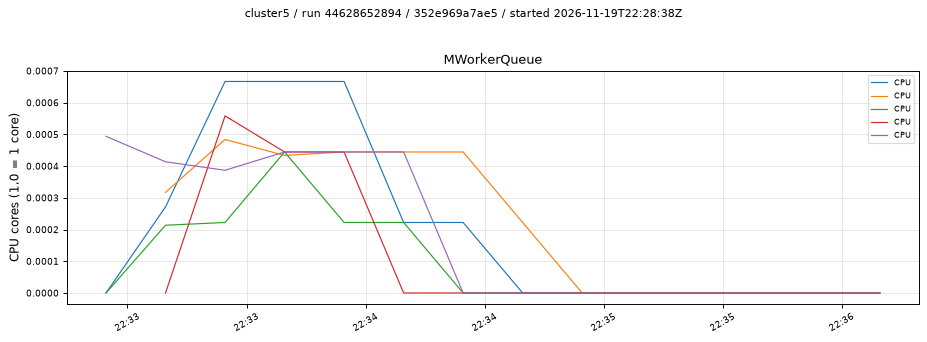 cluster5 / run 44628652894 / 352e969a7ae5 / started 2026-11-19T22:28:38Z
MWorkerQueue
CPU cores (1.0 = 1 core)
0.0007
0.0006
0.0005
0.0004
0.0003
0.0002
0.0001
0.0000
CPU
CPU
CPU
CPU
CPU
22:33
22:33
22:34
22:34
22:35
22:35
22:36